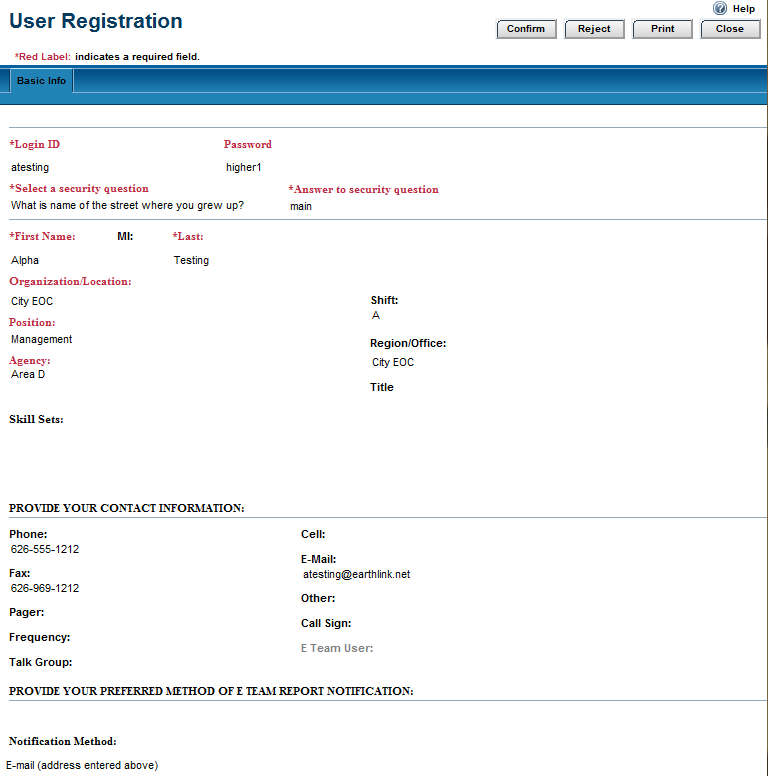 Help
User Registration
Confirm Reject Print Close
*Red Label: indicates a required field.
Basic Info
*Login ID Password
atesting higher1
*Select a security question *Answer to security question
What is name of the street where you grew up? main
*First Name: MI: *Last:
Alpha Testing
Organization/Location:
City EOC Shift:
A
Position:
Management Region/Office:
Agency: City EOC
Area D
Title
Skill Sets:
PROVIDE YOUR CONTACT INFORMATION:
Phone: Cell:
626-555-1212
E-Mail:
Fax: atesting@earthlink.net
626-969-1212
Other:
Pager:
Call Sign:
Frequency:
E Team User:
Talk Group:
PROVIDE YOUR PREFERRED METHOD OF E TEAM REPORT NOTIFICATION:
Notification Method:
E-mail (address entered above)